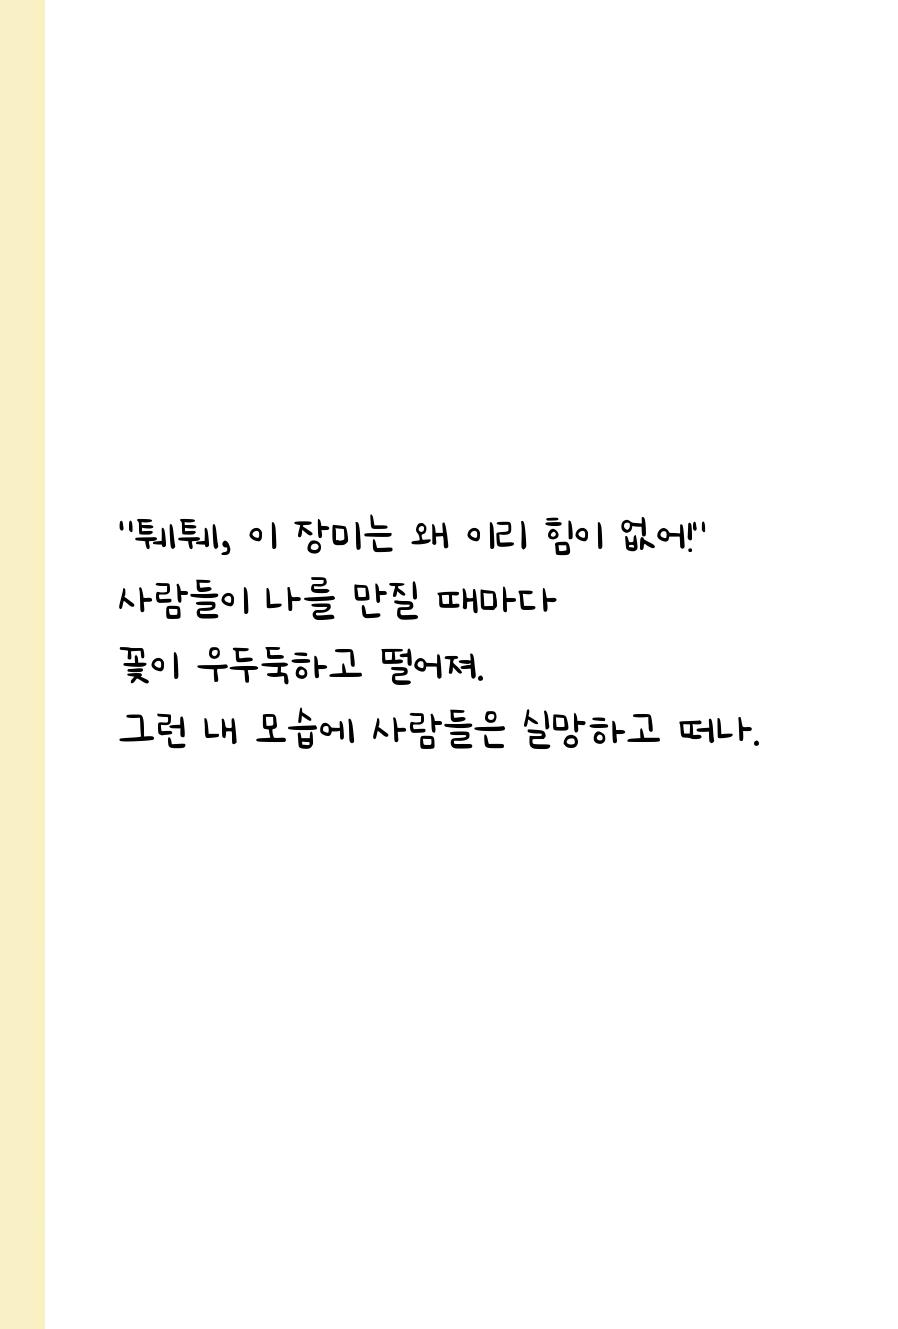 "퉤퉤, 이 장미는 왜 이리 힘이 없에!"
사람들이 나를 만질 때마다
꽃이 우두둑하고 떨어져.
그런 내 모습에 사람들은 실망하고 떠나.